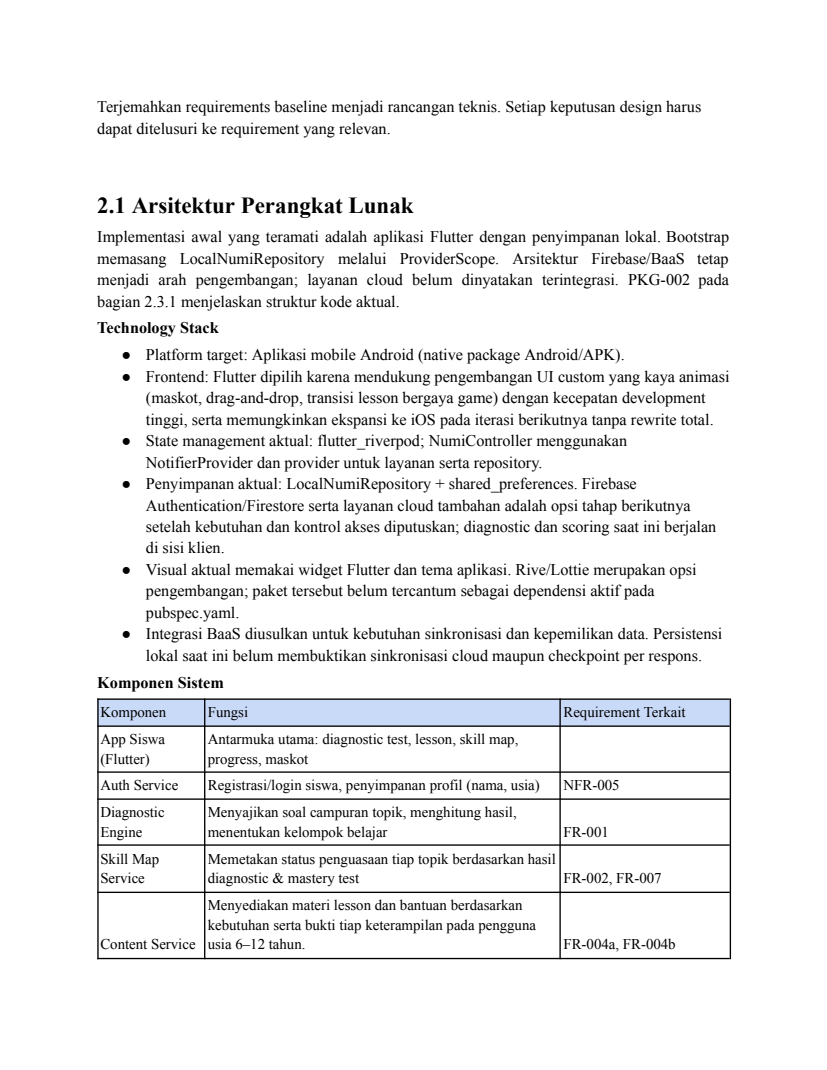 Terjemahkan requirements baseline menjadi rancangan teknis. Setiap keputusan design harus
dapat ditelusuri ke requirement yang relevan.
2.1 Arsitektur Perangkat Lunak
Implementasi awal yang teramati adalah aplikasi Flutter dengan penyimpanan lokal. Bootstrap
memasang LocalNumiRepository melalui ProviderScope. Arsitektur Firebase/BaaS tetap
menjadi arah pengembangan; layanan cloud belum dinyatakan terintegrasi. PKG-002 pada
bagian 2.3.1 menjelaskan struktur kode aktual.
Technology Stack
● Platform target: Aplikasi mobile Android (native package Android/APK).
● Frontend: Flutter dipilih karena mendukung pengembangan UI custom yang kaya animasi
(maskot, drag-and-drop, transisi lesson bergaya game) dengan kecepatan development
tinggi, serta memungkinkan ekspansi ke iOS pada iterasi berikutnya tanpa rewrite total.
● State management aktual: flutter_riverpod; NumiController menggunakan
NotifierProvider dan provider untuk layanan serta repository.
● Penyimpanan aktual: LocalNumiRepository + shared_preferences. Firebase
Authentication/Firestore serta layanan cloud tambahan adalah opsi tahap berikutnya
setelah kebutuhan dan kontrol akses diputuskan; diagnostic dan scoring saat ini berjalan
di sisi klien.
● Visual aktual memakai widget Flutter dan tema aplikasi. Rive/Lottie merupakan opsi
pengembangan; paket tersebut belum tercantum sebagai dependensi aktif pada
pubspec.yaml.
● Integrasi BaaS diusulkan untuk kebutuhan sinkronisasi dan kepemilikan data. Persistensi
lokal saat ini belum membuktikan sinkronisasi cloud maupun checkpoint per respons.
Komponen Sistem
Komponen Fungsi Requirement Terkait
App Siswa Antarmuka utama: diagnostic test, lesson, skill map,
(Flutter) progress, maskot
Auth Service Registrasi/login siswa, penyimpanan profil (nama, usia) NFR-005
Diagnostic Menyajikan soal campuran topik, menghitung hasil,
Engine menentukan kelompok belajar FR-001
Skill Map Memetakan status penguasaan tiap topik berdasarkan hasil
Service diagnostic & mastery test FR-002, FR-007
Menyediakan materi lesson dan bantuan berdasarkan
kebutuhan serta bukti tiap keterampilan pada pengguna
Content Service usia 6–12 tahun. FR-004a, FR-004b